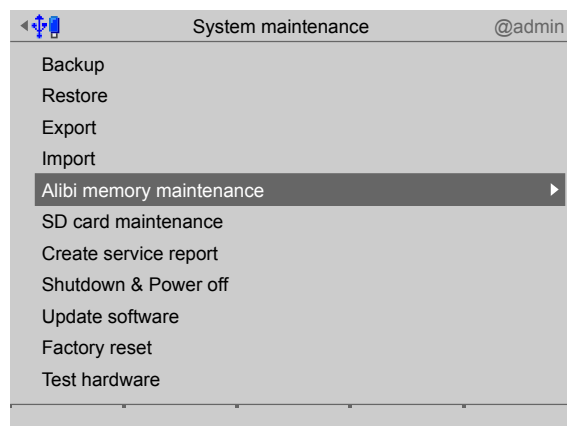 System maintenance @admin
Backup
Restore
Export
Import
Alibi memory maintenance
SD card maintenance
Create service report
Shutdown & Power off
Update software
Factory reset
Test hardware